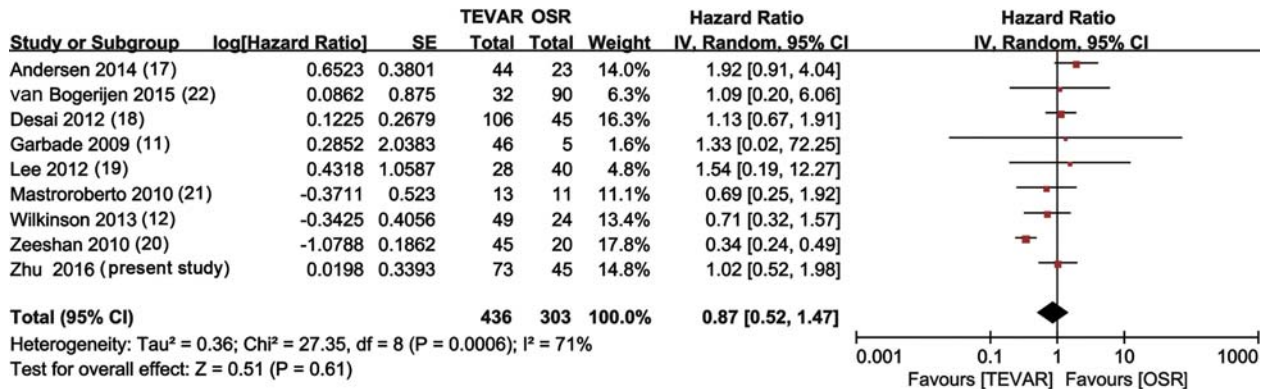 TEVAR OSR Hazard Ratio Hazard Ratio
Study or Subgroup log[Hazard Ratio] SE Total Total Weight IV, Random, 95% CI IV, Random, 95% CI
Andersen 2014 (17) 0.6523 0.3801 44 23 14.0% 1.92 [0.91, 4.04]
van Bogerijen 2015 (22) 0.0862 0.875 32 90 6.3% 1.09 [0.20, 6.06]
Desai 2012 (18) 0.1225 0.2679 106 45 16.3% 1.13 [0.67, 1.91]
Garbade 2009 (11) 0.2852 2.0383 46 5 1.6% 1.33 [0.02, 72.25]
Lee 2012 (19) 0.4318 1.0587 28 40 4.8% 1.54 [0.19, 12.27]
Mastroroberto 2010 (21) -0.3711 0.523 13 11 11.1% 0.69 [0.25, 1.92]
Wilkinson 2013 (12) -0.3425 0.4056 49 24 13.4% 0.71 [0.32, 1.57]
Zeeshan 2010 (20) -1.0788 0.1862 45 20 17.8% 0.34 [0.24, 0.49]
Zhu 2016 (present study) 0.0198 0.3393 73 45 14.8% 1.02 [0.52, 1.98]
Total (95% CI) 436 303 100.0% 0.87 [0.52, 1.47]
Heterogeneity: Tau² = 0.36; Chi² = 27.35, df = 8 (P = 0.0006); I² = 71%
Test for overall effect: Z = 0.51 (P = 0.61)
0.001 0.1 1 10 1000
Favours [TEVAR] Favours [OSR]